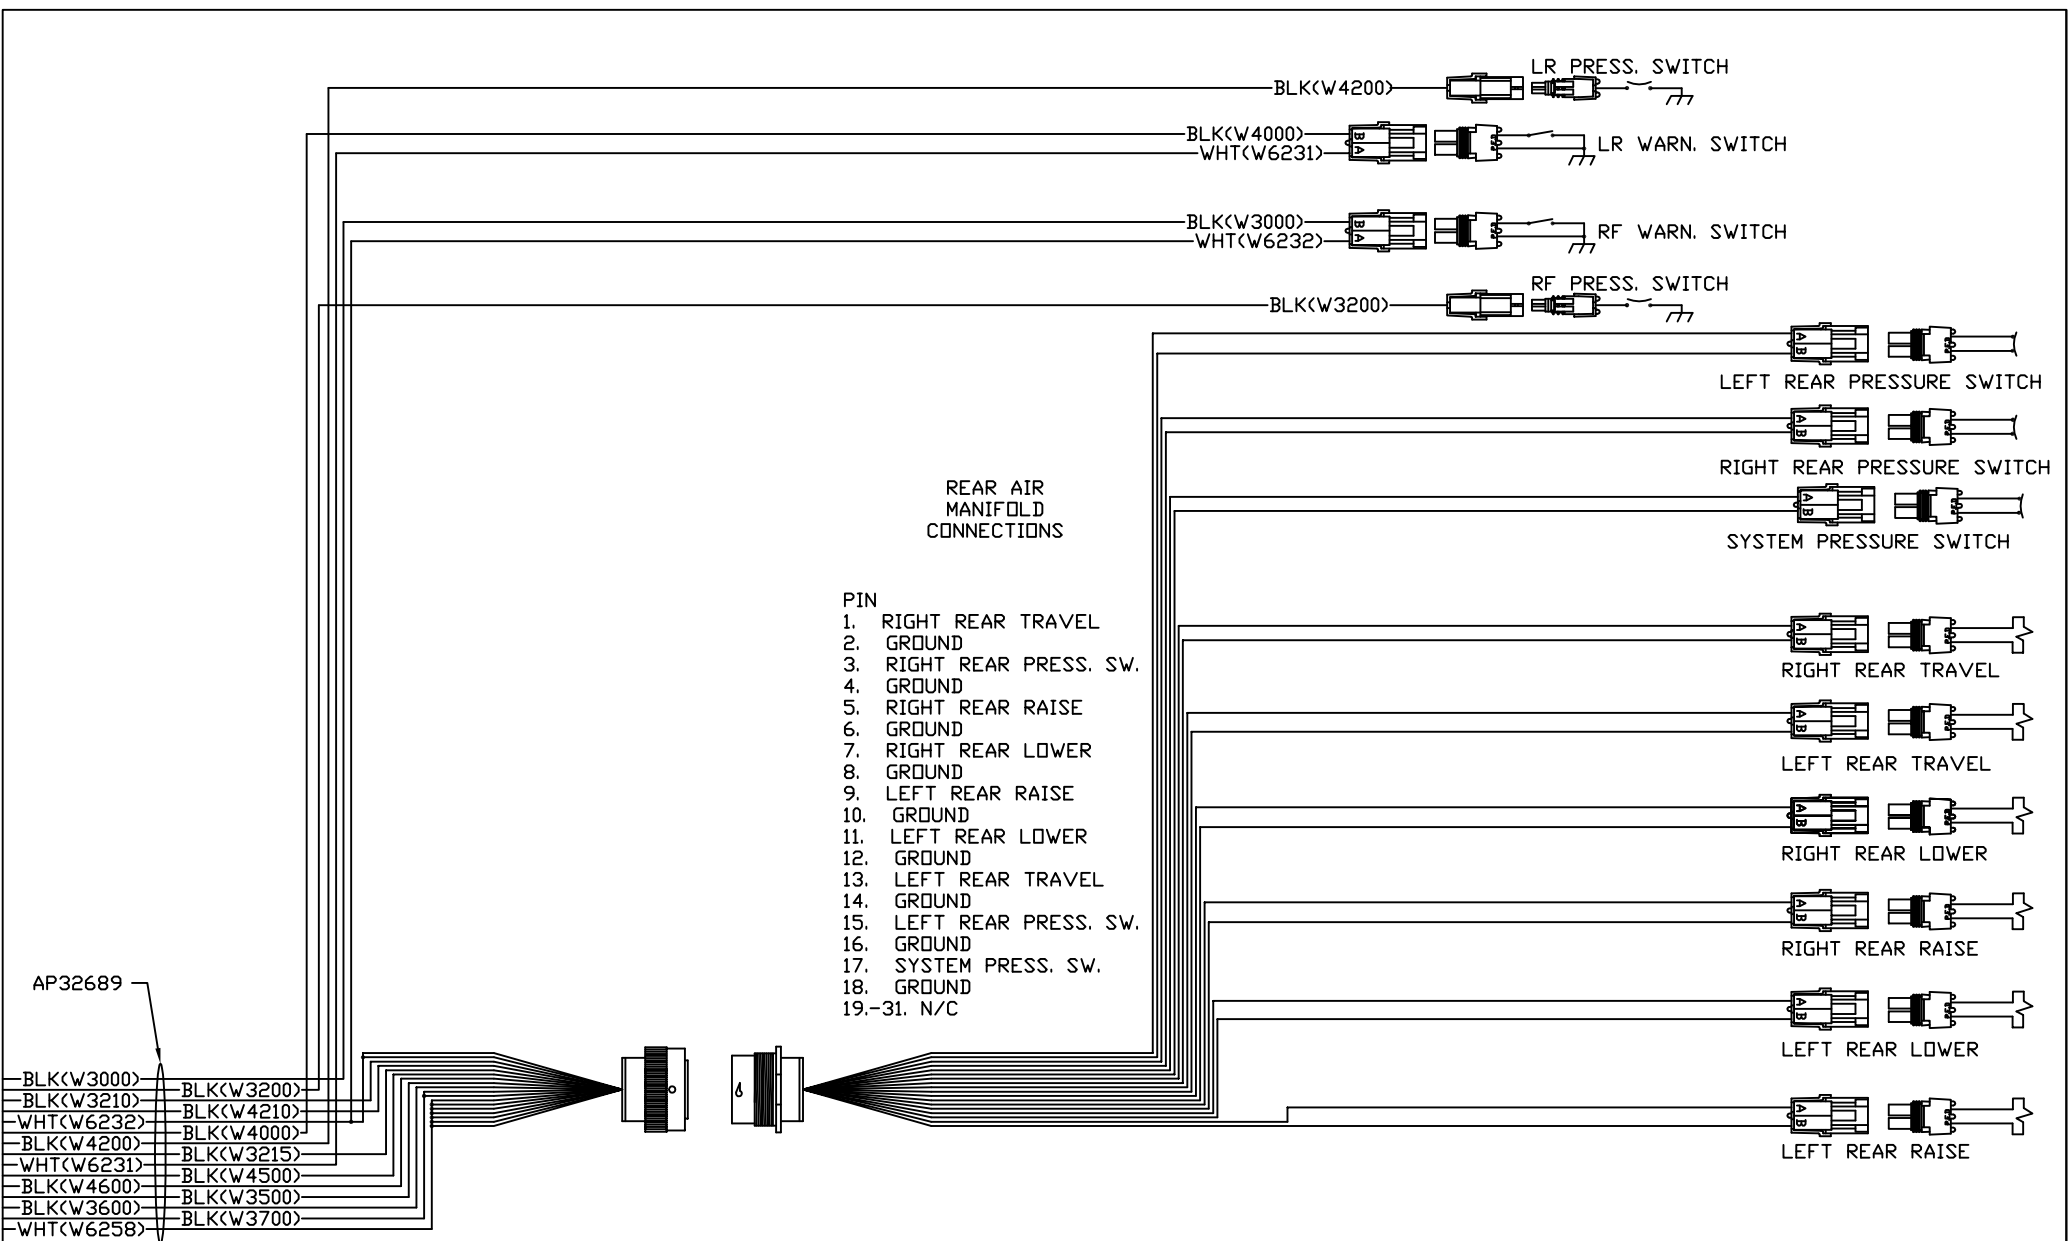 LR PRESS. SWITCH
BLK(W4200)
BLK(W4000)
B
A
WHT(W6231)
LR WARN. SWITCH
BLK(W3000)
B
A
WHT(W6232)
RF WARN. SWITCH
RF PRESS. SWITCH
BLK(W3200)
A
B
LEFT REAR PRESSURE SWITCH
A
B
RIGHT REAR PRESSURE SWITCH
A
B
SYSTEM PRESSURE SWITCH
REAR AIR
MANIFOLD
CONNECTIONS
PIN
1. RIGHT REAR TRAVEL
2. GROUND
3. RIGHT REAR PRESS. SW.
4. GROUND
5. RIGHT REAR RAISE
6. GROUND
7. RIGHT REAR LOWER
8. GROUND
9. LEFT REAR RAISE
10. GROUND
11. LEFT REAR LOWER
12. GROUND
13. LEFT REAR TRAVEL
14. GROUND
15. LEFT REAR PRESS. SW.
16. GROUND
17. SYSTEM PRESS. SW.
18. GROUND
19.-31. N/C
A
B
RIGHT REAR TRAVEL
A
B
LEFT REAR TRAVEL
A
B
RIGHT REAR LOWER
A
B
RIGHT REAR RAISE
A
B
LEFT REAR LOWER
A
B
LEFT REAR RAISE
AP32689
BLK(W3000)
BLK(W3200)
BLK(W3210)
BLK(W4210)
WHT(W6232)
BLK(W4000)
BLK(W4200)
BLK(W3215)
WHT(W6231)
BLK(W4500)
BLK(W4600)
BLK(W3500)
BLK(W3600)
BLK(W3700)
WHT(W6258)